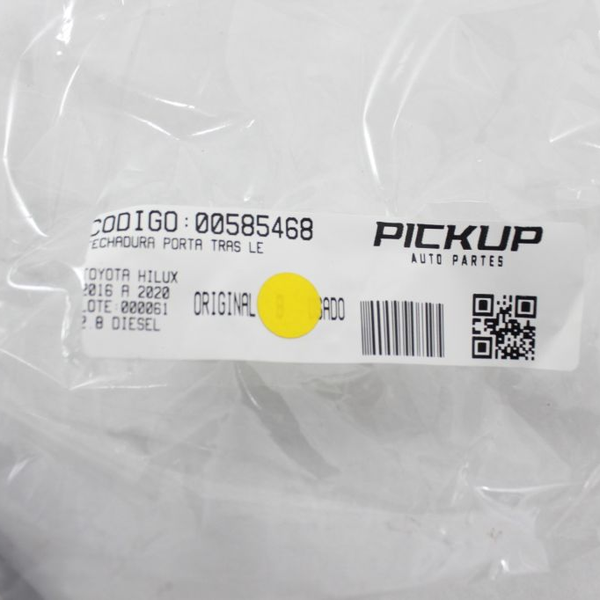 CODIGO:00585468
FECHADURA PORTA TRAS LE
TOYOTA HILUX
2016 A 2020
LOTE:000061
2.8 DIESEL
ORIGINAL
PICKUP
AUTO PARTES